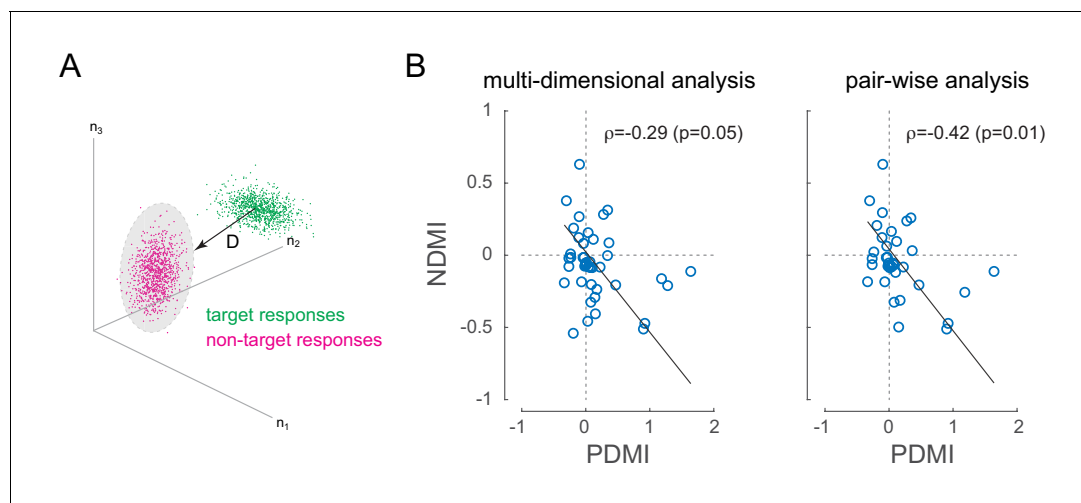 A
n₃
D
n₂
target responses
non-target responses
n₁
B
multi-dimensional analysis
ρ=-0.29 (p=0.05)
NDMI
1
0.5
0
-0.5
-1
-1 0 1 2
PDMI
pair-wise analysis
ρ=-0.42 (p=0.01)
-1 0 1 2
PDMI